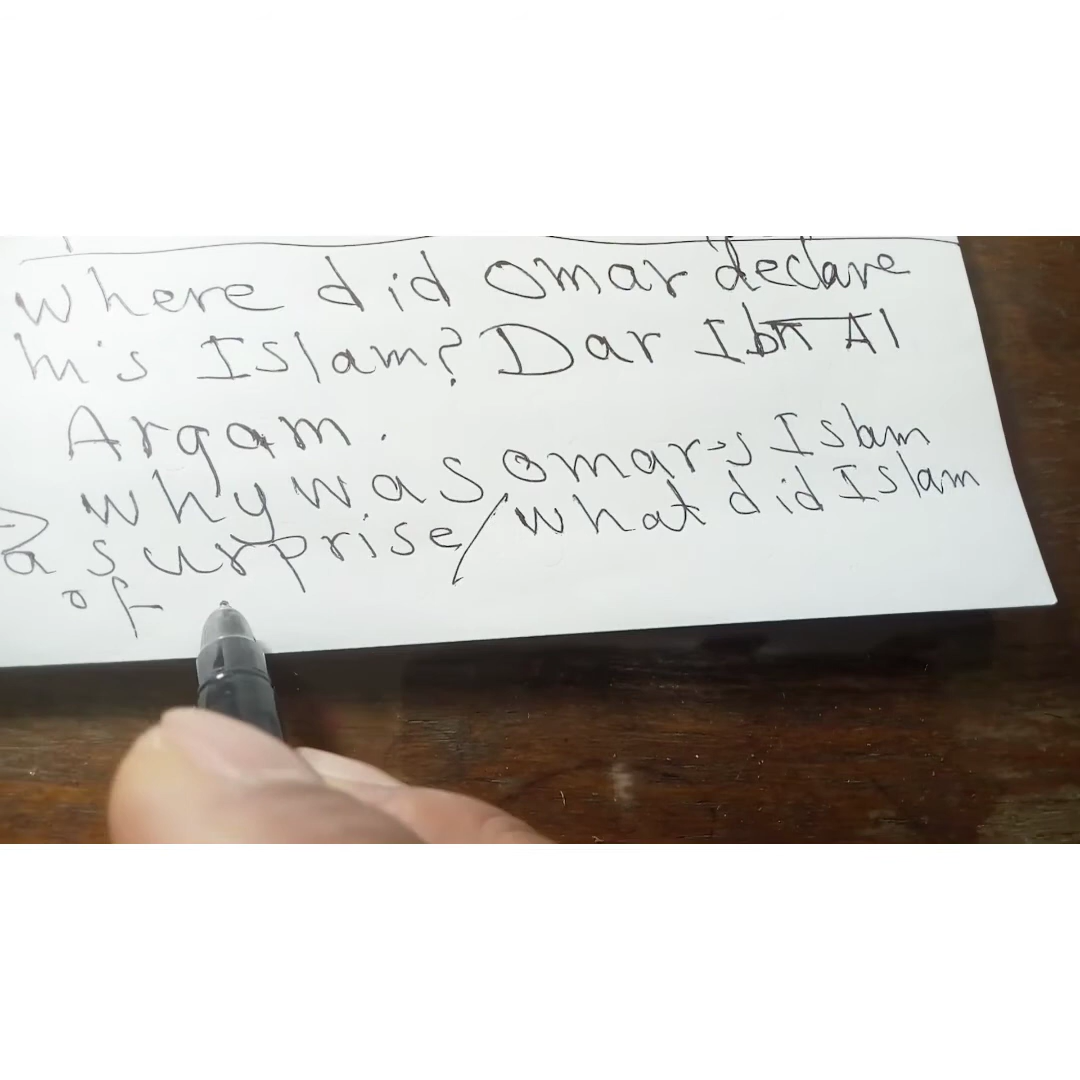 where did omar declare
his Islam? Dar Ibn Al
Arqam.
why was omar's Islam
a surprise/what did Islam
of